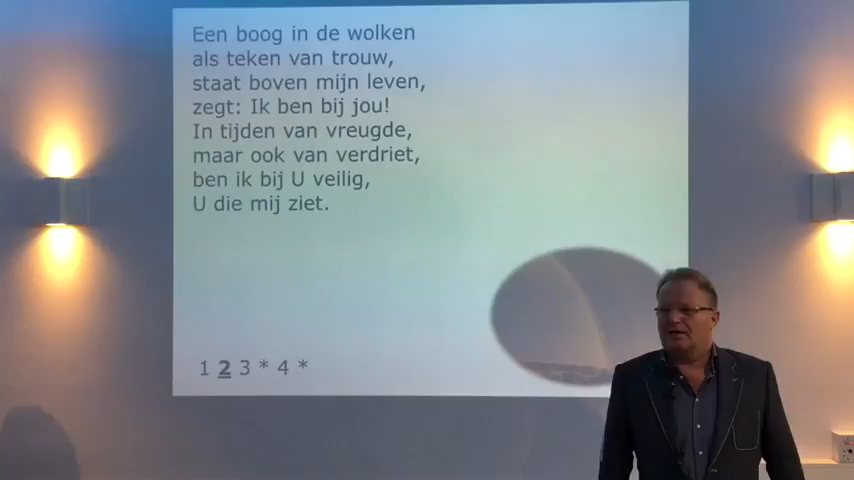 Een boog in de wolken
als teken van trouw,
staat boven mijn leven,
zegt: Ik ben bij jou!
In tijden van vreugde,
maar ook van verdriet,
ben ik bij U veilig,
U die mij ziet.
1 2 3 * 4 *